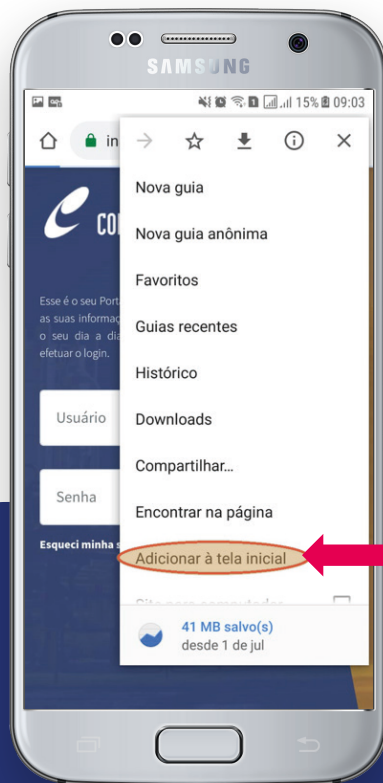 SAMSUNG
15% 09:03
in
Nova guia
Nova guia anônima
Favoritos
Esse é o seu
as suas
o seu dia a dia
efetuar o login.
Guias recentes
Histórico
Usuário
Downloads
Compartilhar...
Senha
Encontrar na página
Esqueci minha
Adicionar à tela inicial
41 MB salvo(s)
desde 1 de jul